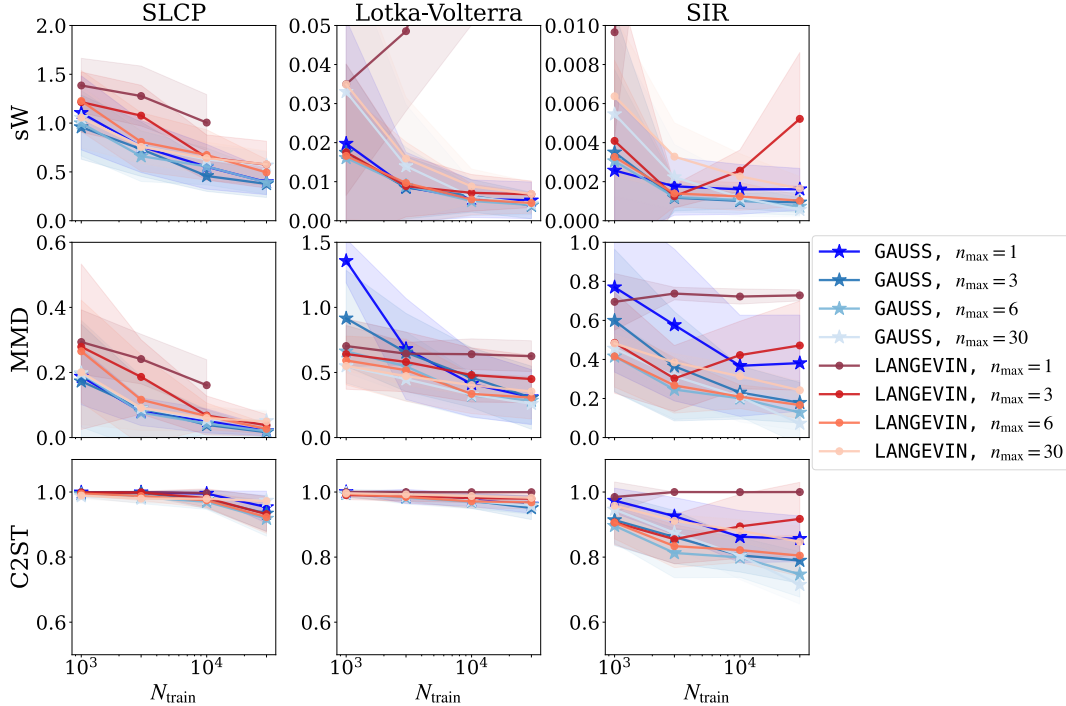 SLCP Lotka-Volterra SIR
sW
2.0
1.5
1.0
0.5
0.0
0.05
0.04
0.03
0.02
0.01
0.00
0.010
0.008
0.006
0.004
0.002
0.000
MMD
0.6
0.4
0.2
0.0
1.5
1.0
0.5
0.0
1.0
0.8
0.6
0.4
0.2
0.0
C2ST
1.0
0.8
0.6
1.0
0.8
0.6
1.0
0.8
0.6
10³ 10⁴ 10³ 10⁴ 10³ 10⁴
N_train N_train N_train
GAUSS, n_max = 1
GAUSS, n_max = 3
GAUSS, n_max = 6
GAUSS, n_max = 30
LANGEVIN, n_max = 1
LANGEVIN, n_max = 3
LANGEVIN, n_max = 6
LANGEVIN, n_max = 30